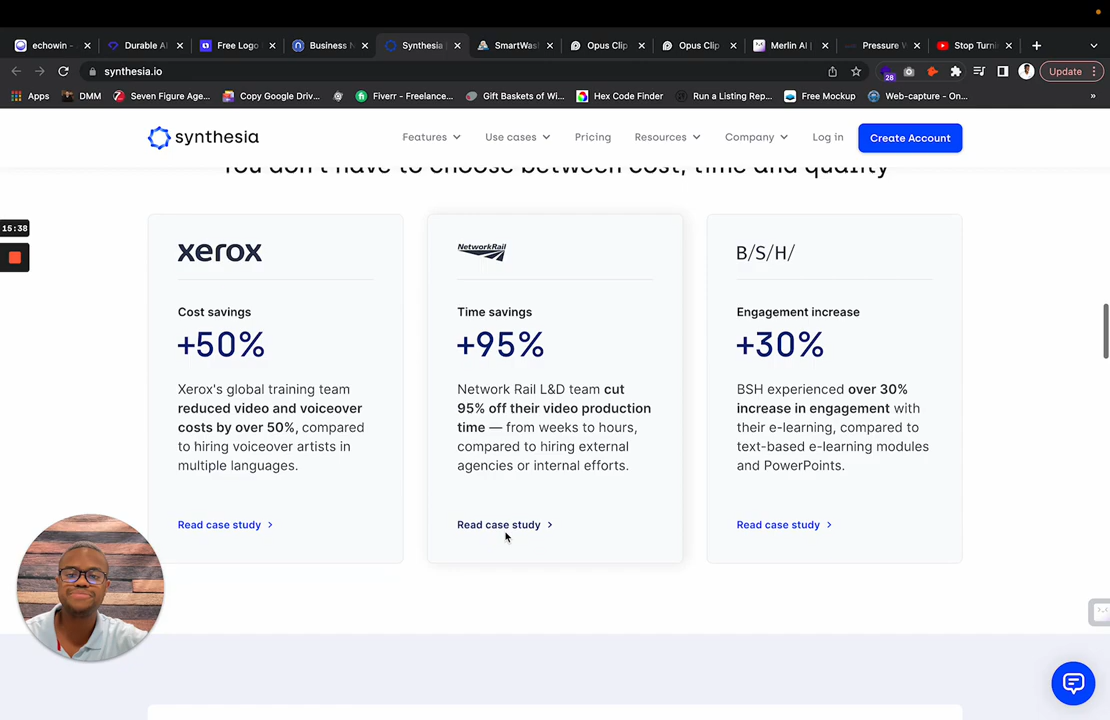 echowin -
Durable A
Free Logo
Business N
Synthesia
SmartWas
Opus Clip
Opus Clip
Merlin AI |
Pressure W
Stop Turni
synthesia.io
28
Update
Apps
DMM
Seven Figure Age...
Copy Google Driv...
Fiverr - Freelance...
Gift Baskets of Wi...
Hex Code Finder
Run a Listing Rep...
Free Mockup
Web-capture - On...
»
synthesia
Features
Use cases
Pricing
Resources
Company
Log in
Create Account
You don't have to choose between cost, time and quality
15:38
xerox
Cost savings
+50%
Xerox's global training team
reduced video and voiceover
costs by over 50%, compared
to hiring voiceover artists in
multiple languages.
Read case study
NetworkRail
Time savings
+95%
Network Rail L&D team cut
95% off their video production
time — from weeks to hours,
compared to hiring external
agencies or internal efforts.
Read case study
B/S/H/
Engagement increase
+30%
BSH experienced over 30%
increase in engagement with
their e-learning, compared to
text-based e-learning modules
and PowerPoints.
Read case study